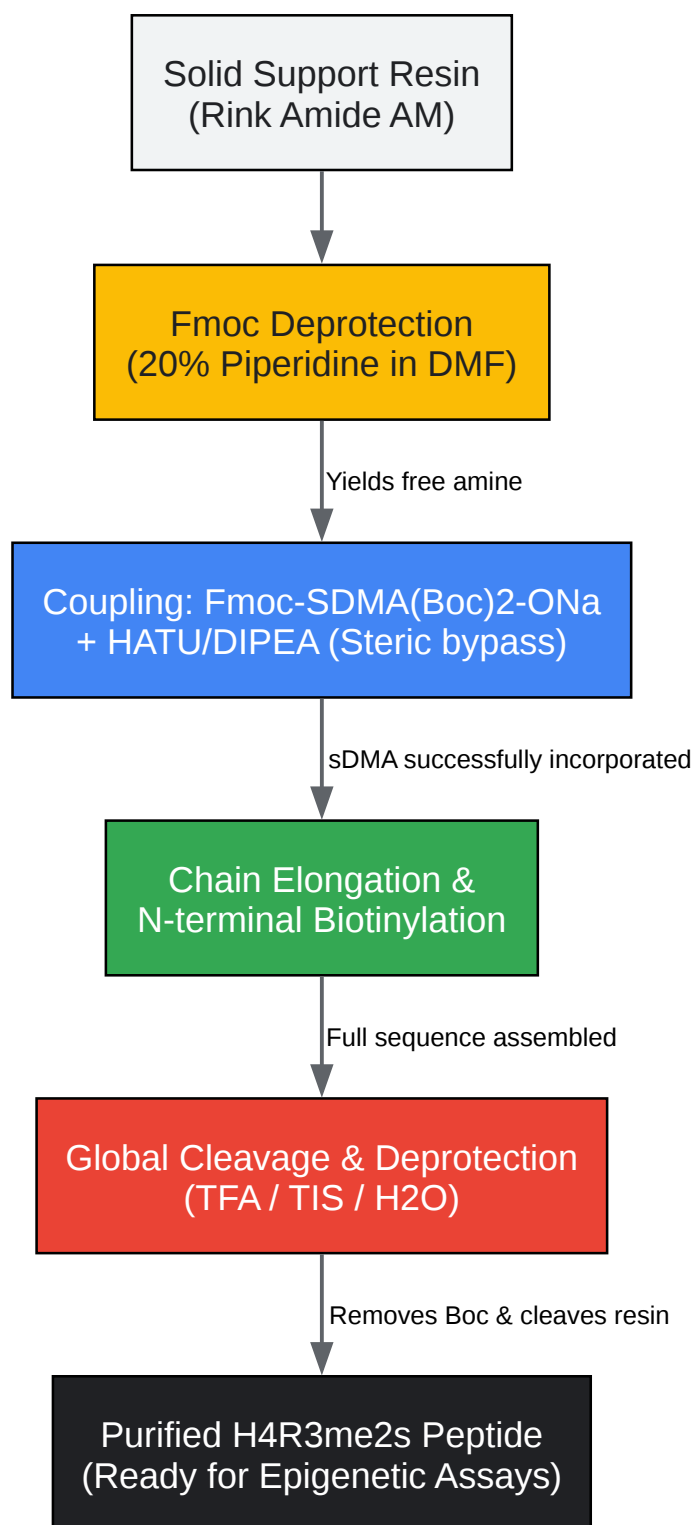 Solid Support Resin
(Rink Amide AM)
Fmoc Deprotection
(20% Piperidine in DMF)
Yields free amine
Coupling: Fmoc-SDMA(Boc)2-ONa
+ HATU/DIPEA (Steric bypass)
sDMA successfully incorporated
Chain Elongation &
N-terminal Biotinylation
Full sequence assembled
Global Cleavage & Deprotection
(TFA / TIS / H2O)
Removes Boc & cleaves resin
Purified H4R3me2s Peptide
(Ready for Epigenetic Assays)